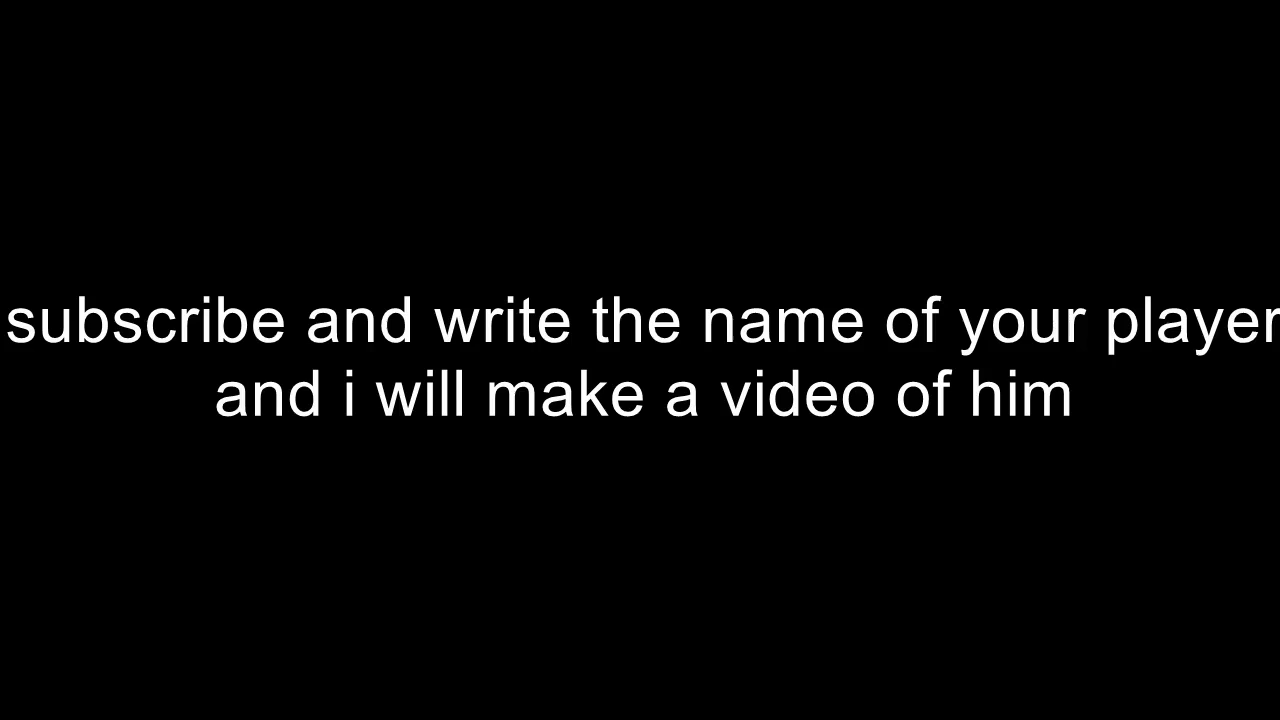 subscribe and write the name of your player
and i will make a video of him